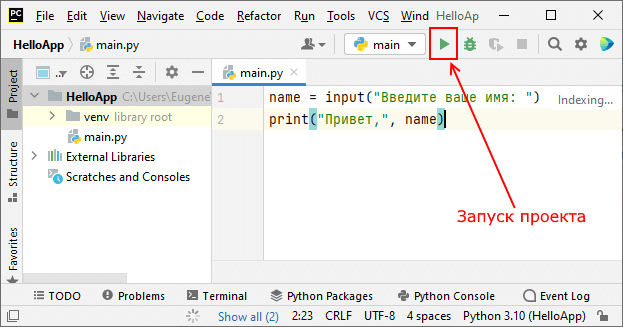 PC File Edit View Navigate Code Refactor Run Tools VCS Wind HelloAp
HelloApp main.py main
Project
Structure
Favorites
HelloApp C:\Users\Eugene\
venv library root
main.py
External Libraries
Scratches and Consoles
main.py
1 name = input("Введите ваше имя: ") Indexing...
2 print("Привет,", name)
Запуск проекта
TODO Problems Terminal Python Packages Python Console Event Log
Show all (2) 2:23 CRLF UTF-8 4 spaces Python 3.10 (HelloApp)